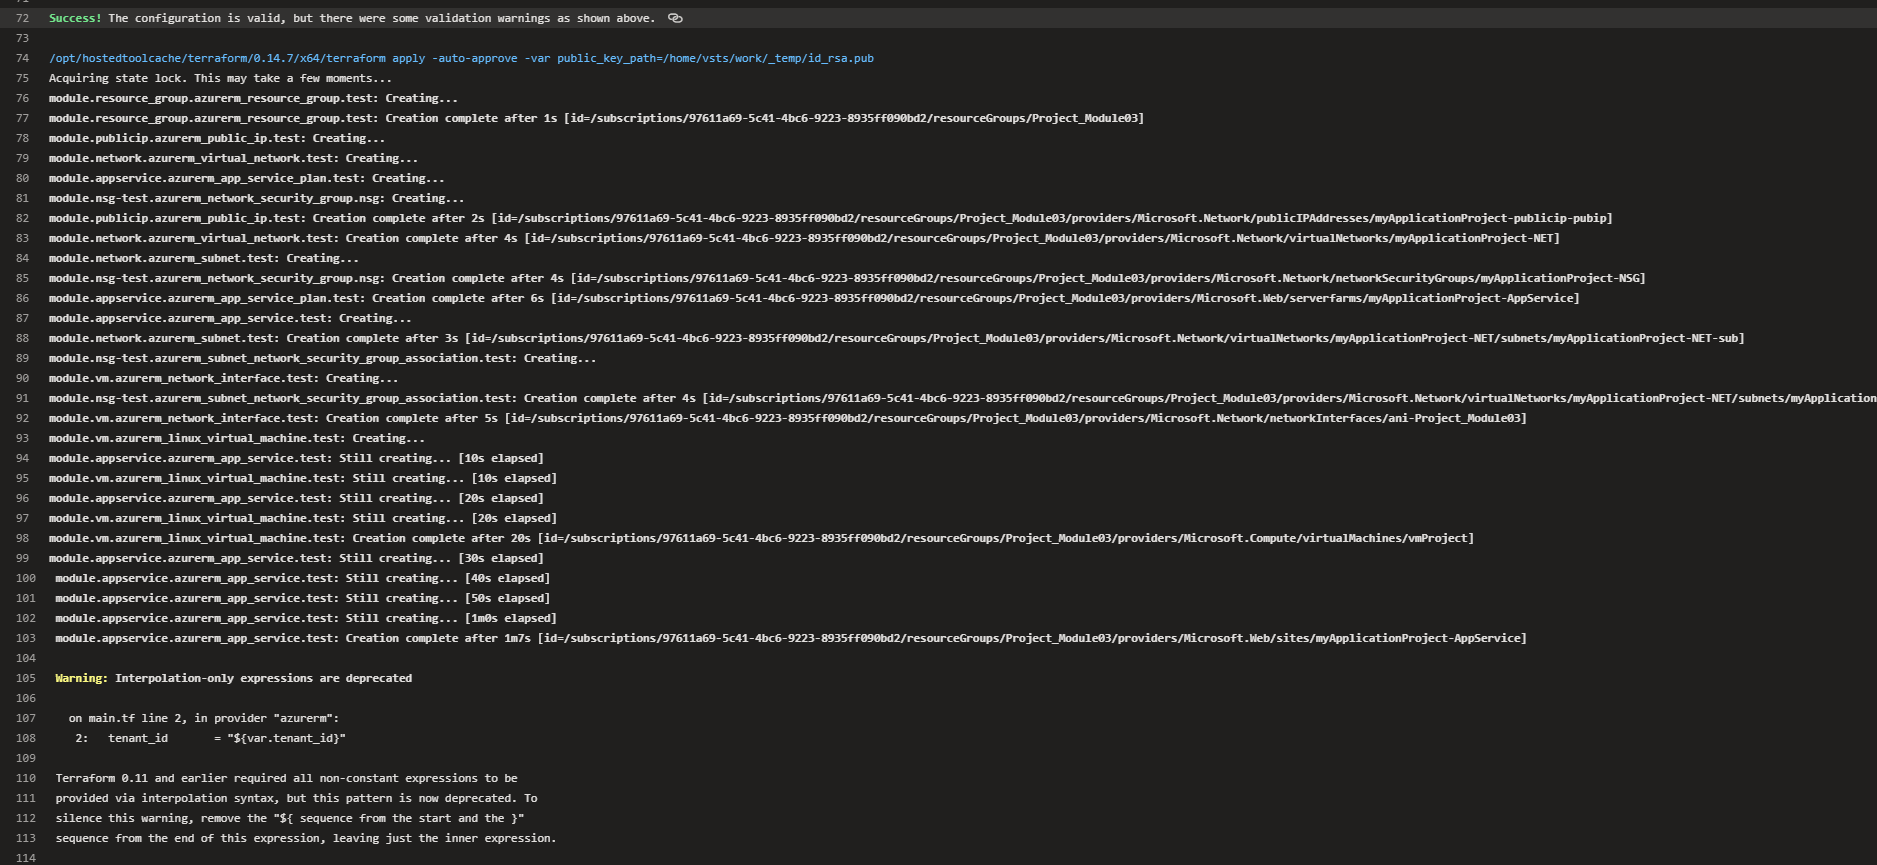 71
72 Success! The configuration is valid, but there were some validation warnings as shown above.
73
74 /opt/hostedtoolcache/terraform/0.14.7/x64/terraform apply -auto-approve -var public_key_path=/home/vsts/work/_temp/id_rsa.pub
75 Acquiring state lock. This may take a few moments...
76 module.resource_group.azurerm_resource_group.test: Creating...
77 module.resource_group.azurerm_resource_group.test: Creation complete after 1s [id=/subscriptions/97611a69-5c41-4bc6-9223-8935ff090bd2/resourceGroups/Project_Module03]
78 module.publicip.azurerm_public_ip.test: Creating...
79 module.network.azurerm_virtual_network.test: Creating...
80 module.appservice.azurerm_app_service_plan.test: Creating...
81 module.nsg-test.azurerm_network_security_group.nsg: Creating...
82 module.publicip.azurerm_public_ip.test: Creation complete after 2s [id=/subscriptions/97611a69-5c41-4bc6-9223-8935ff090bd2/resourceGroups/Project_Module03/providers/Microsoft.Network/publicIPAddresses/myApplicationProject-publicip-pubip]
83 module.network.azurerm_virtual_network.test: Creation complete after 4s [id=/subscriptions/97611a69-5c41-4bc6-9223-8935ff090bd2/resourceGroups/Project_Module03/providers/Microsoft.Network/virtualNetworks/myApplicationProject-NET]
84 module.network.azurerm_subnet.test: Creating...
85 module.nsg-test.azurerm_network_security_group.nsg: Creation complete after 4s [id=/subscriptions/97611a69-5c41-4bc6-9223-8935ff090bd2/resourceGroups/Project_Module03/providers/Microsoft.Network/networkSecurityGroups/myApplicationProject-NSG]
86 module.appservice.azurerm_app_service_plan.test: Creation complete after 6s [id=/subscriptions/97611a69-5c41-4bc6-9223-8935ff090bd2/resourceGroups/Project_Module03/providers/Microsoft.Web/serverfarms/myApplicationProject-AppService]
87 module.appservice.azurerm_app_service.test: Creating...
88 module.network.azurerm_subnet.test: Creation complete after 3s [id=/subscriptions/97611a69-5c41-4bc6-9223-8935ff090bd2/resourceGroups/Project_Module03/providers/Microsoft.Network/virtualNetworks/myApplicationProject-NET/subnets/myApplicationProject-NET-sub]
89 module.nsg-test.azurerm_subnet_network_security_group_association.test: Creating...
90 module.vm.azurerm_network_interface.test: Creating...
91 module.nsg-test.azurerm_subnet_network_security_group_association.test: Creation complete after 4s [id=/subscriptions/97611a69-5c41-4bc6-9223-8935ff090bd2/resourceGroups/Project_Module03/providers/Microsoft.Network/virtualNetworks/myApplicationProject-NET/subnets/myApplication
92 module.vm.azurerm_network_interface.test: Creation complete after 5s [id=/subscriptions/97611a69-5c41-4bc6-9223-8935ff090bd2/resourceGroups/Project_Module03/providers/Microsoft.Network/networkInterfaces/ani-Project_Module03]
93 module.vm.azurerm_linux_virtual_machine.test: Creating...
94 module.appservice.azurerm_app_service.test: Still creating... [10s elapsed]
95 module.vm.azurerm_linux_virtual_machine.test: Still creating... [10s elapsed]
96 module.appservice.azurerm_app_service.test: Still creating... [20s elapsed]
97 module.vm.azurerm_linux_virtual_machine.test: Still creating... [20s elapsed]
98 module.vm.azurerm_linux_virtual_machine.test: Creation complete after 20s [id=/subscriptions/97611a69-5c41-4bc6-9223-8935ff090bd2/resourceGroups/Project_Module03/providers/Microsoft.Compute/virtualMachines/vmProject]
99 module.appservice.azurerm_app_service.test: Still creating... [30s elapsed]
100 module.appservice.azurerm_app_service.test: Still creating... [40s elapsed]
101 module.appservice.azurerm_app_service.test: Still creating... [50s elapsed]
102 module.appservice.azurerm_app_service.test: Still creating... [1m0s elapsed]
103 module.appservice.azurerm_app_service.test: Creation complete after 1m7s [id=/subscriptions/97611a69-5c41-4bc6-9223-8935ff090bd2/resourceGroups/Project_Module03/providers/Microsoft.Web/sites/myApplicationProject-AppService]
104
105 Warning: Interpolation-only expressions are deprecated
106
107 on main.tf line 2, in provider "azurerm":
108 2: tenant_id = "${var.tenant_id}"
109
110 Terraform 0.11 and earlier required all non-constant expressions to be
111 provided via interpolation syntax, but this pattern is now deprecated. To
112 silence this warning, remove the "${ sequence from the start and the }"
113 sequence from the end of this expression, leaving just the inner expression.
114